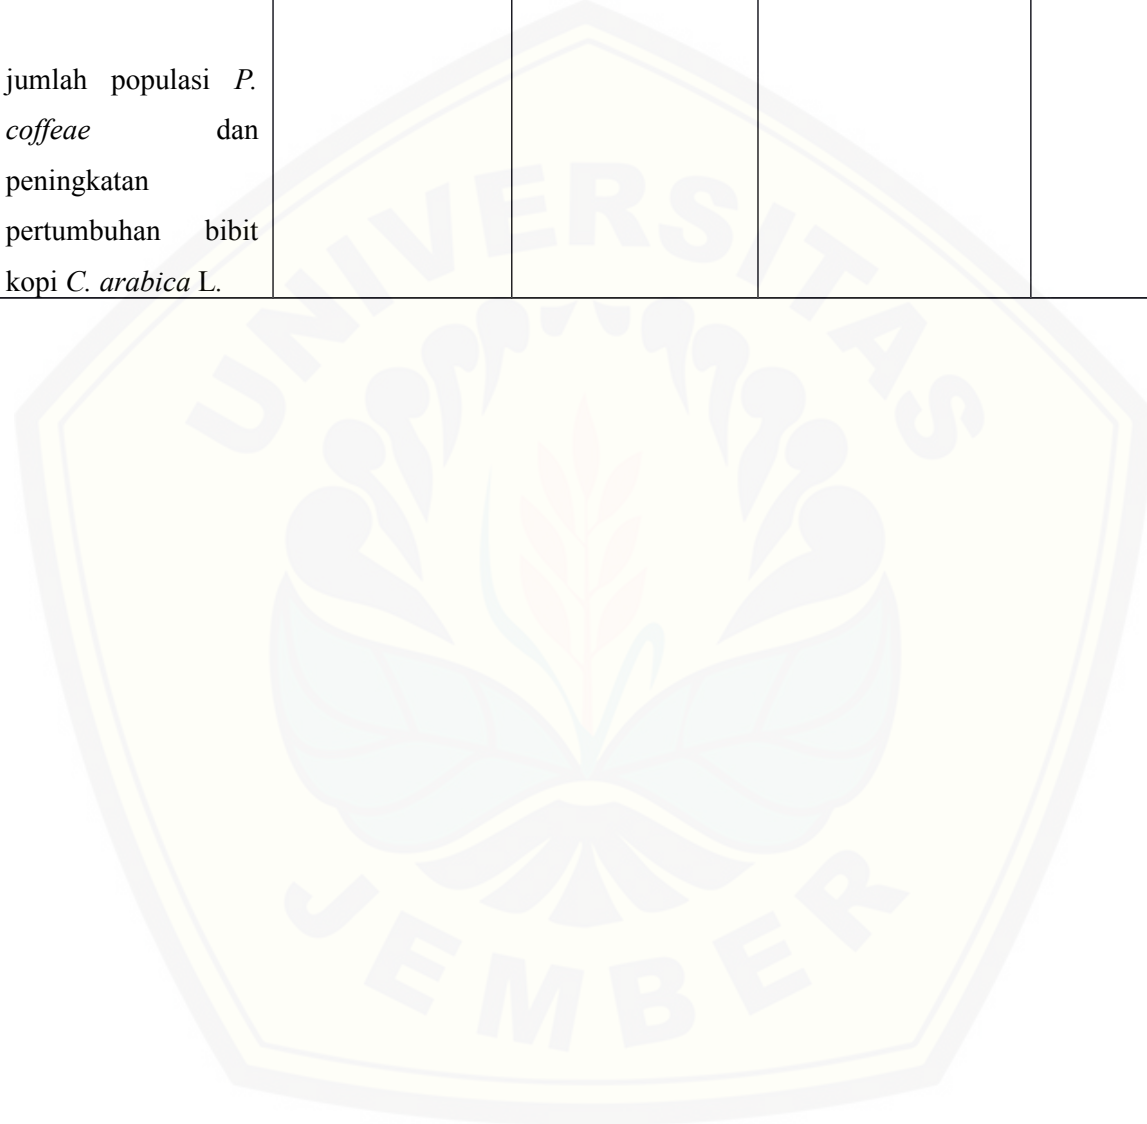 jumlah populasi P.
coffeae dan
peningkatan
pertumbuhan bibit
kopi C. arabica L.
UNIVERSITAS
JEMBER